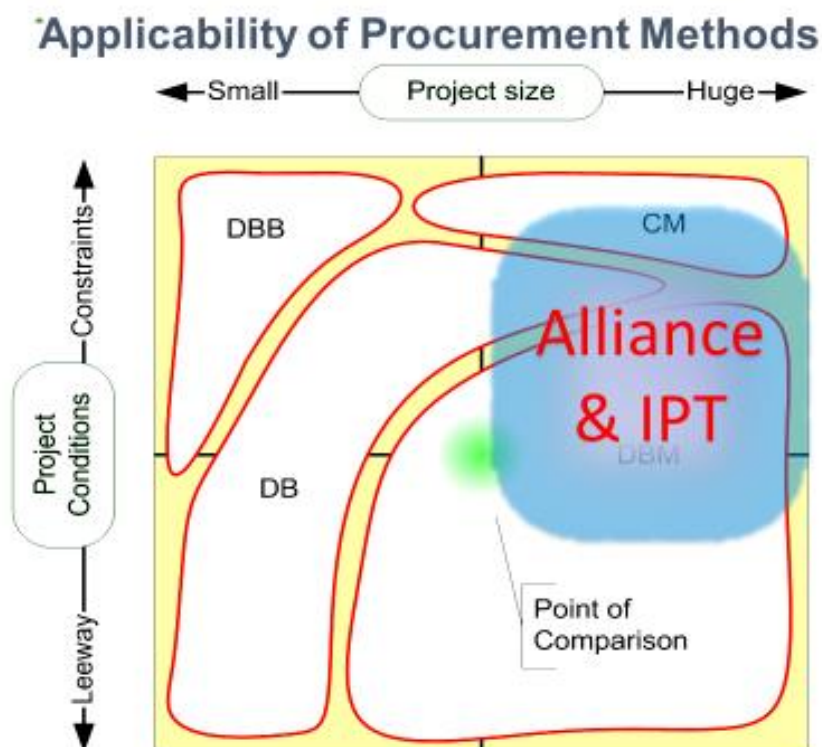 Applicability of Procurement Methods
Small
Project size
Huge
Constraints
Project
Conditions
Leeway
DBB
CM
Alliance
& IPT
DBM
DB
Point of
Comparison